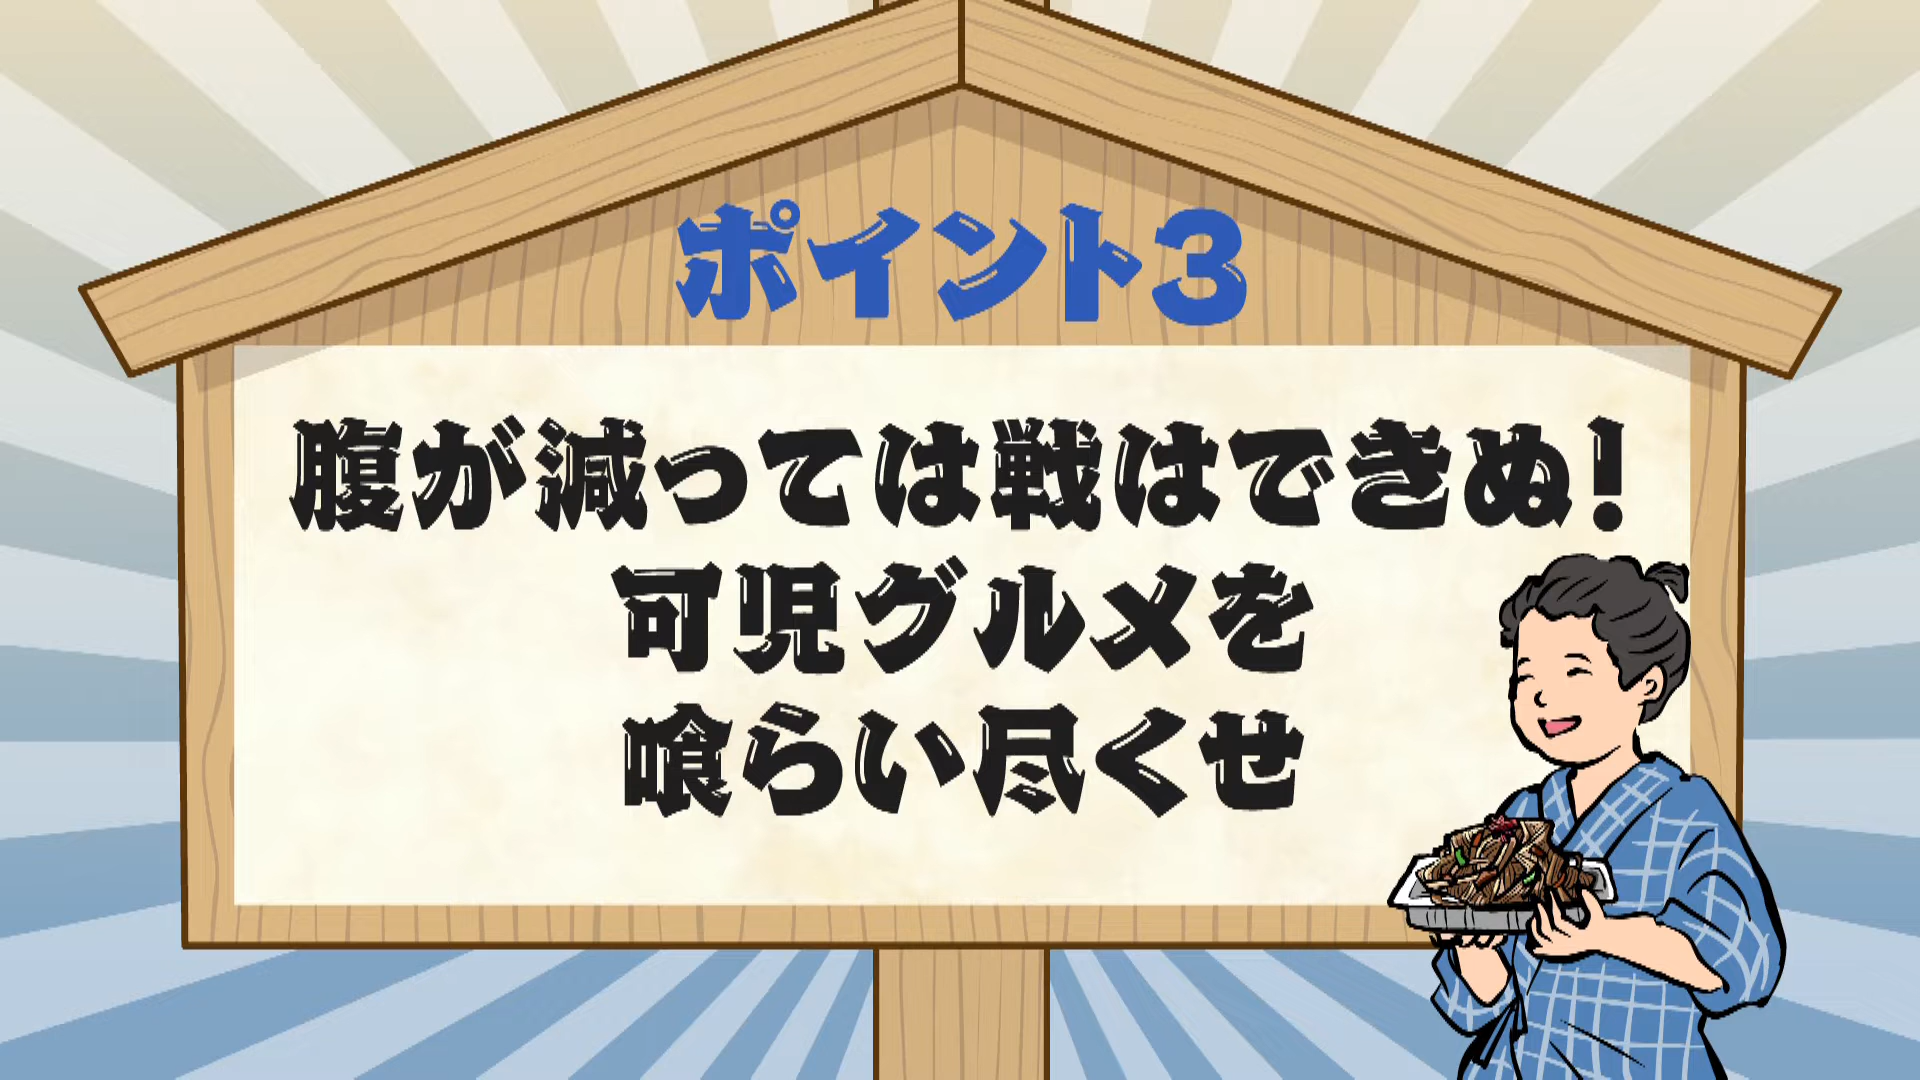 ポイント3
腹が減っては戦はできぬ！
可児グルメを
喰らい尽くせ